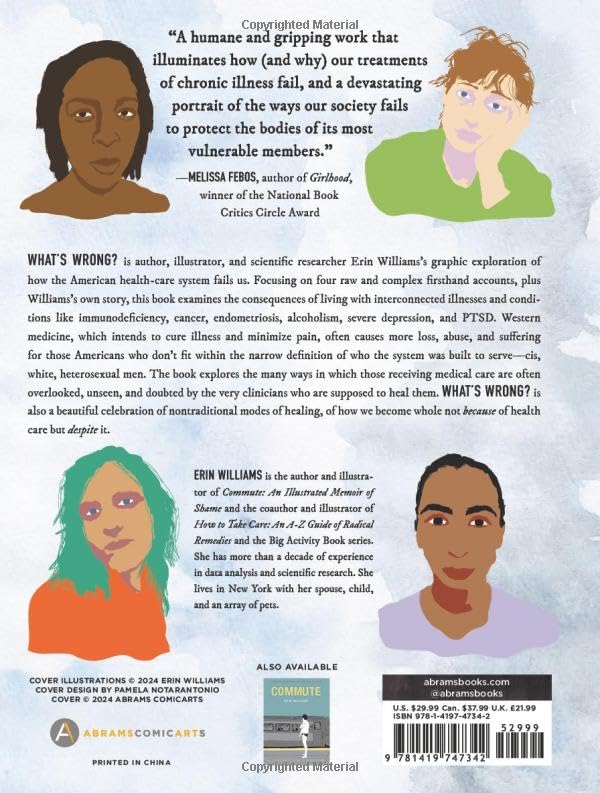 Copyrighted Material
“A humane and gripping work that
illuminates how (and why) our treatments
of chronic illness fail, and a devastating
portrait of the ways our society fails
to protect the bodies of its most
vulnerable members.”
—MELISSA FEBOS, author of Girlhood,
winner of the National Book
Critics Circle Award
WHAT’S WRONG? is author, illustrator, and scientific researcher Erin Williams’s graphic exploration of
how the American health-care system fails us. Focusing on four raw and complex firsthand accounts, plus
Williams’s own story, this book examines the consequences of living with interconnected illnesses and condi-
tions like immunodeficiency, cancer, endometriosis, alcoholism, severe depression, and PTSD. Western
medicine, which intends to cure illness and minimize pain, often causes more loss, abuse, and suffering
for those Americans who don’t fit within the narrow definition of who the system was built to serve—cis,
white, heterosexual men. The book explores the many ways in which those receiving medical care are often
overlooked, unseen, and doubted by the very clinicians who are supposed to heal them. WHAT’S WRONG? is
also a beautiful celebration of nontraditional modes of healing, of how we become whole not because of health
care but despite it.
ERIN WILLIAMS is the author and illustra-
tor of Commute: An Illustrated Memoir of
Shame and the coauthor and illustrator of
How to Take Care: An A-Z Guide of Radical
Remedies and the Big Activity Book series.
She has more than a decade of experience
in data analysis and scientific research. She
lives in New York with her spouse, child,
and an array of pets.
COVER ILLUSTRATIONS © 2024 ERIN WILLIAMS
COVER DESIGN BY PAMELA NOTARANTONIO
COVER © 2024 ABRAMS COMICARTS
A ABRAMSCOMICARTS
PRINTED IN CHINA
ALSO AVAILABLE
COMMUTE
ERIN WILLIAMS
abramsbooks.com
@abramsbooks
U.S. $29.99 Can. $37.99 U.K. £21.99
ISBN 978-1-4197-4734-2
52999
9 781419 747342
Copyrighted Material